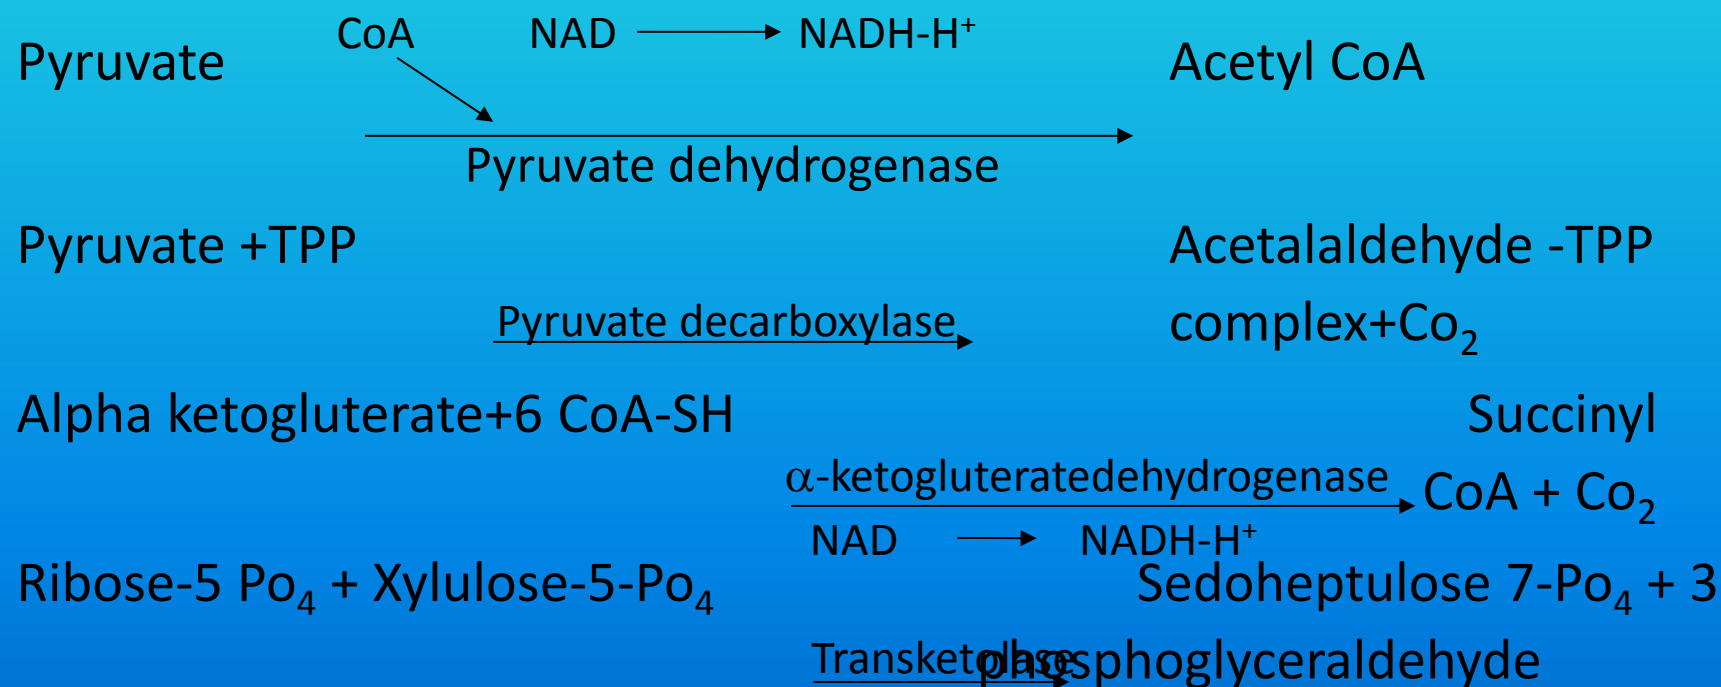 CoA NAD NADH-H⁺
Pyruvate Acetyl CoA
Pyruvate dehydrogenase
Pyruvate +TPP Acetalaldehyde -TPP
Pyruvate decarboxylase complex+Co₂
Alpha ketogluterate+6 CoA-SH Succinyl
α-ketogluteratedehydrogenase CoA + Co₂
NAD NADH-H⁺
Ribose-5 Po₄ + Xylulose-5-Po₄ Sedoheptulose 7-Po₄ + 3
Transketolase phosphoglyceraldehyde